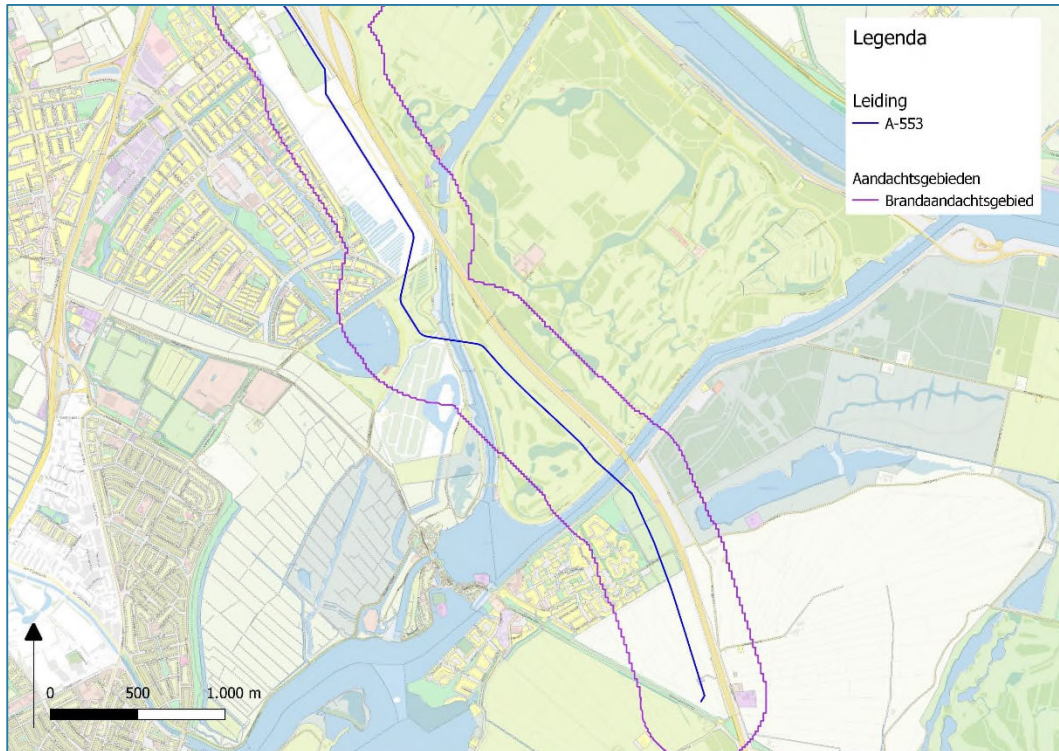 Legenda
Leiding
A-553
Aandachtsgebieden
Brandaandachtsgebied
0 500 1.000 m